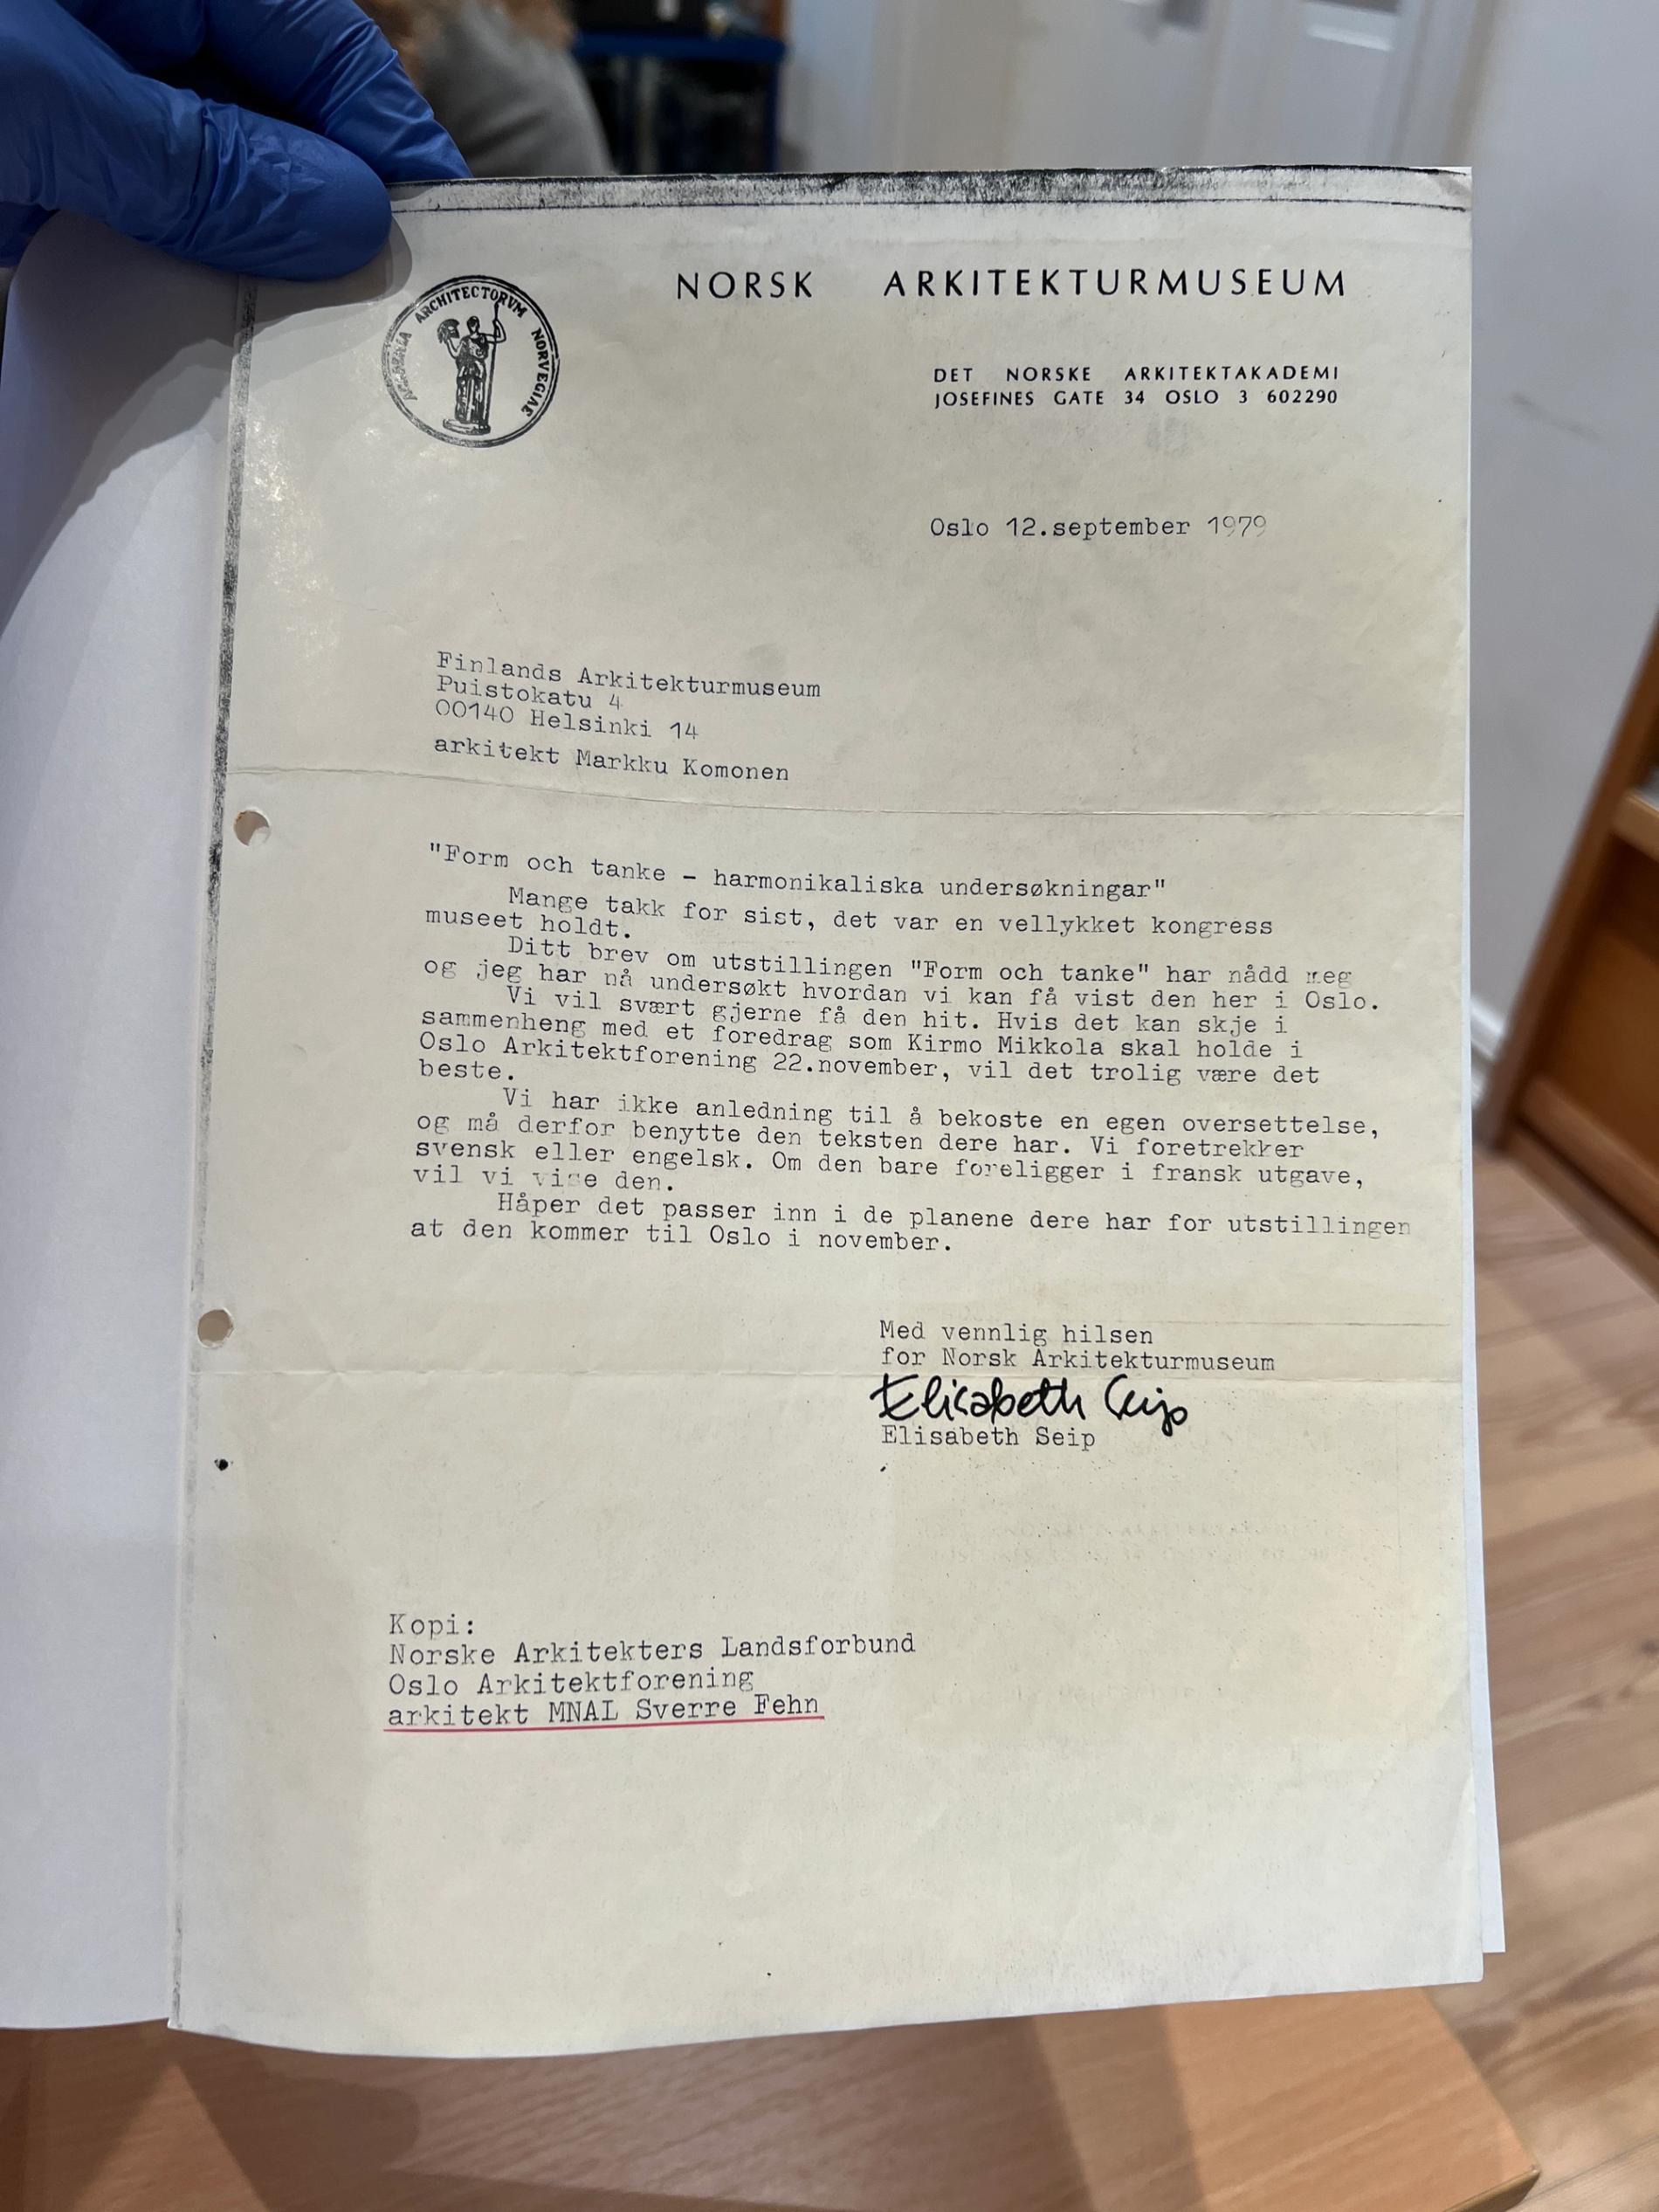 NORSK ARKITEKTURMUSEUM
ARCHITECTORVM NORVEGIAE
DET NORSKE ARKITEKTAKADEMI
JOSEFINES GATE 34 OSLO 3 602290
Oslo 12.september 1979
Finlands Arkitekturmuseum
Puistokatu 4
00140 Helsinki 14
arkitekt Markku Komonen
"Form och tanke - harmonikaliska undersøkningar"
Mange takk for sist, det var en vellykket kongress
museet holdt.
Ditt brev om utstillingen "Form och tanke" har nådd meg
og jeg har nå undersøkt hvordan vi kan få vist den her i Oslo.
Vi vil svært gjerne få den hit. Hvis det kan skje i
sammenheng med et foredrag som Kirmo Mikkola skal holde i
Oslo Arkitektforening 22.november, vil det trolig være det
beste.
Vi har ikke anledning til å bekoste en egen oversettelse,
og må derfor benytte den teksten dere har. Vi foretrekker
svensk eller engelsk. Om den bare foreligger i fransk utgave,
vil vi vise den.
Håper det passer inn i de planene dere har for utstillingen
at den kommer til Oslo i november.
Med vennlig hilsen
for Norsk Arkitekturmuseum
Elisabeth Seip
Elisabeth Seip
Kopi:
Norske Arkitekters Landsforbund
Oslo Arkitektforening
arkitekt MNAL Sverre Fehn